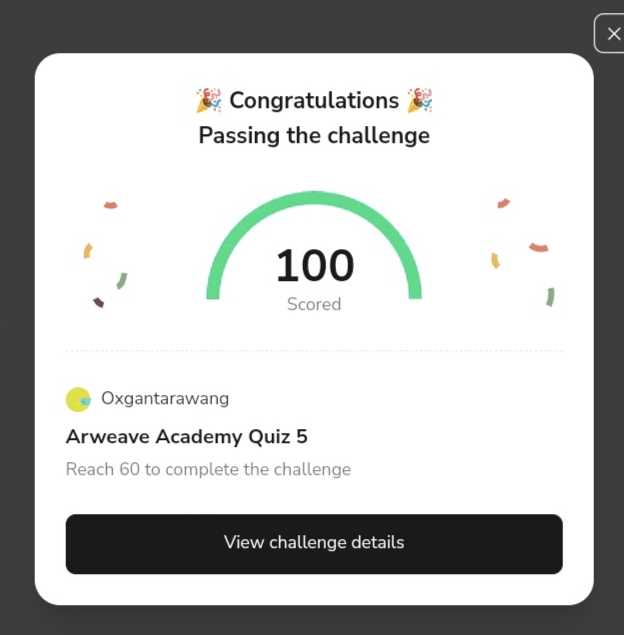 🎉 Congratulations 🎉
Passing the challenge
100
Scored
Oxgantarawang
Arweave Academy Quiz 5
Reach 60 to complete the challenge
View challenge details